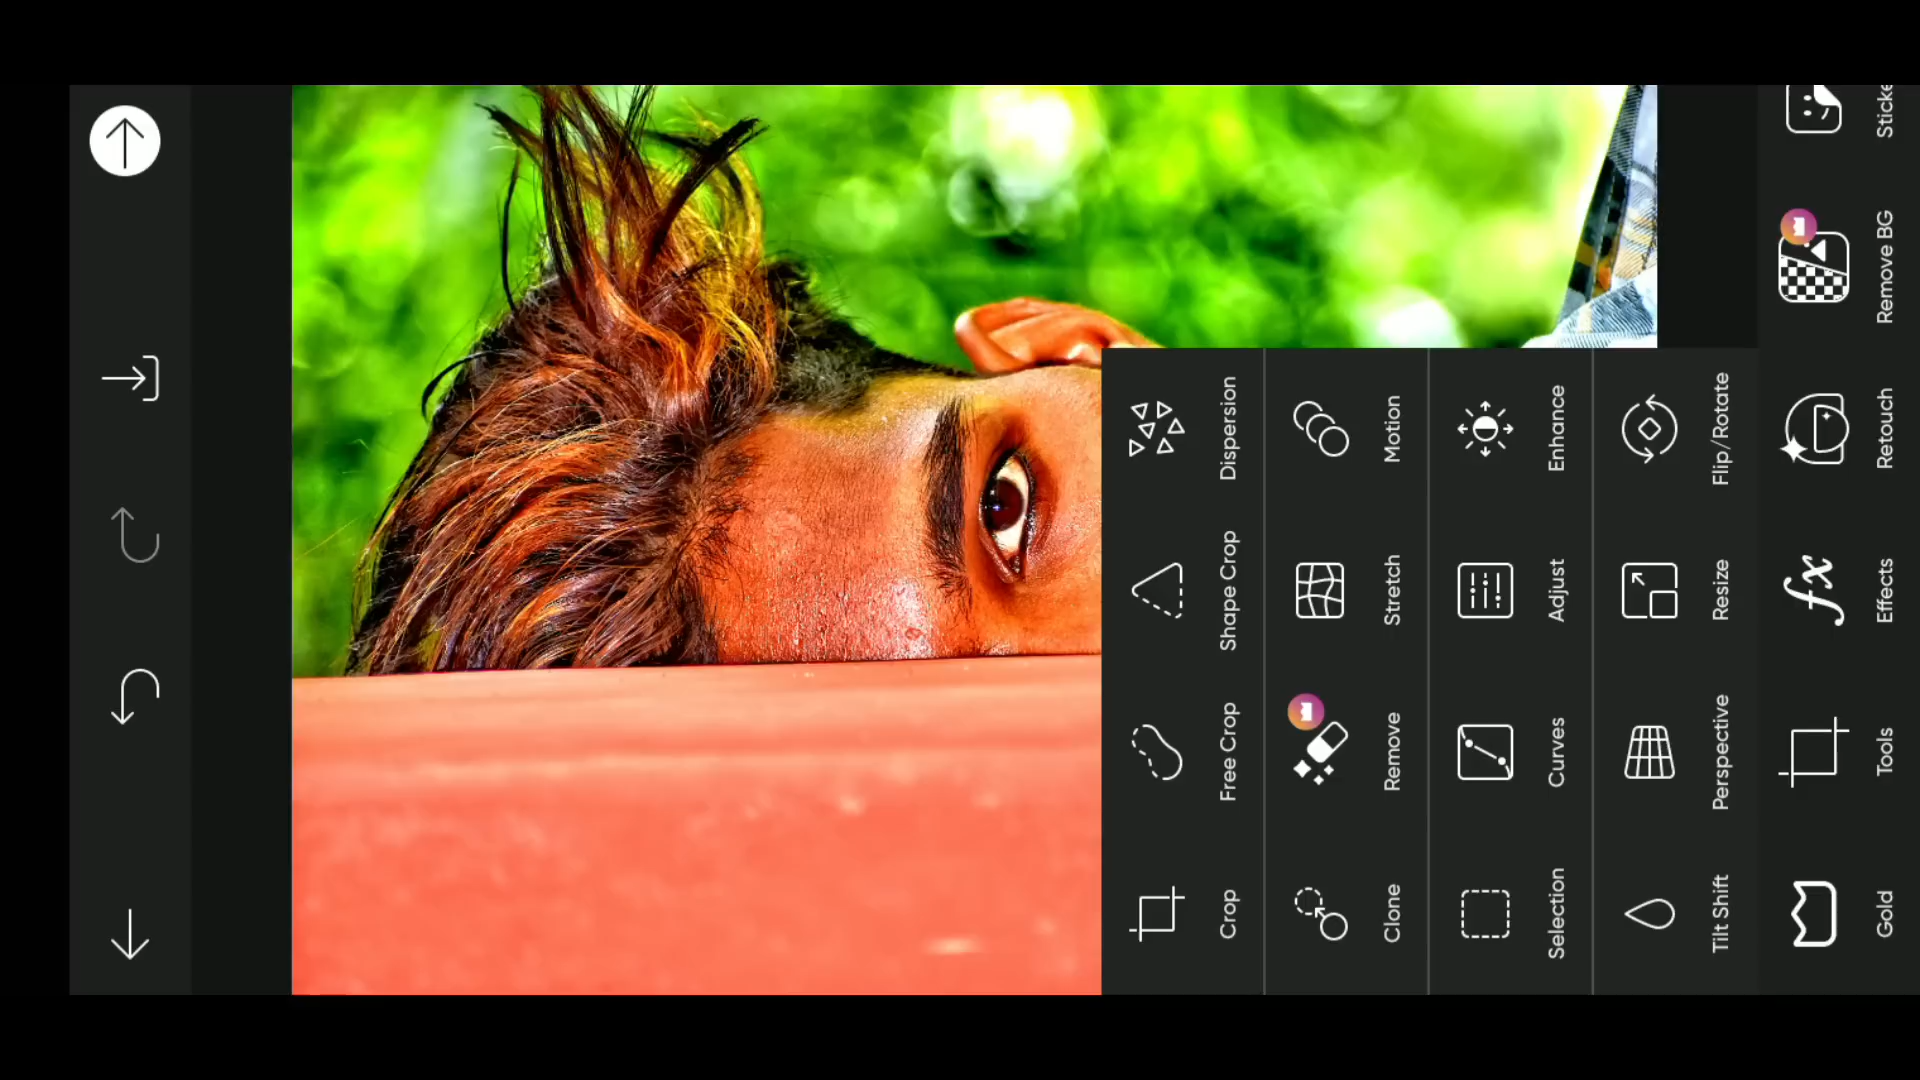 Crop
Free Crop
Shape Crop
Dispersion
Clone
Remove
Stretch
Motion
Selection
Curves
Adjust
Enhance
Tilt Shift
Perspective
Resize
Flip/Rotate
Gold
Tools
fx
Effects
Retouch
Remove BG
Sticke